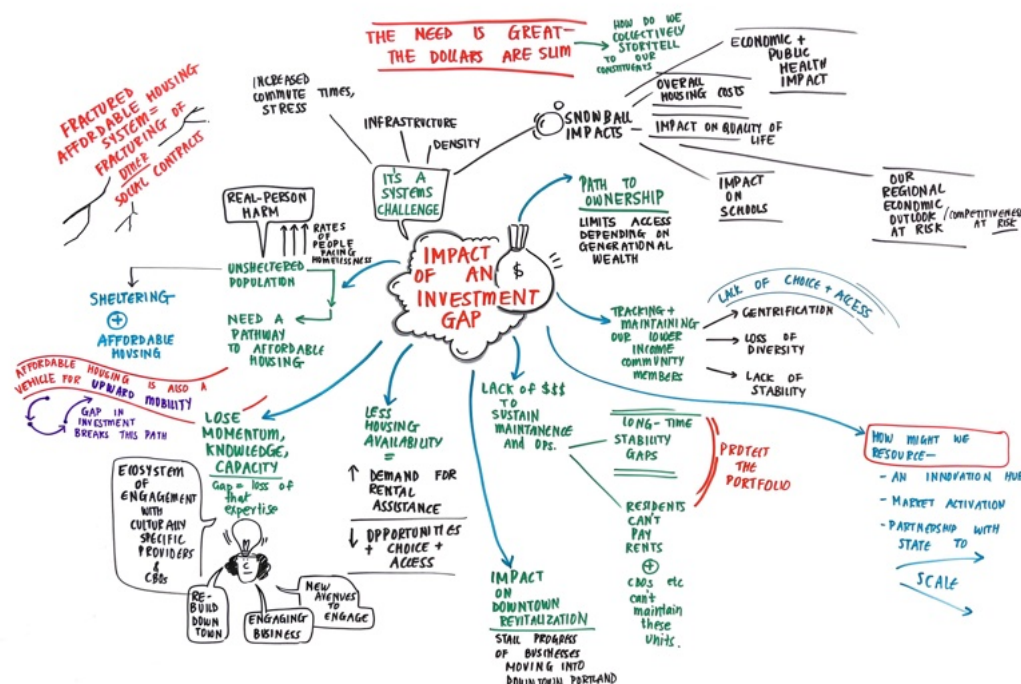 THE NEED IS GREAT—
THE DOLLARS ARE SLIM
HOW DO WE
COLLECTIVELY
STORYTELL
TO OUR
CONSTITUENTS
FRACTURED
AFFORDABLE HOUSING
SYSTEM =
FRACTURING OF
OTHER
SOCIAL CONTRACTS
INCREASED
COMMUTE TIMES,
STRESS
INFRASTRUCTURE
DENSITY
IT'S A
SYSTEMS
CHALLENGE
SNOWBALL
IMPACTS
ECONOMIC +
PUBLIC
HEALTH
IMPACT
OVERALL
HOUSING COSTS
IMPACT ON QUALITY OF
LIFE
IMPACT
ON
SCHOOLS
OUR
REGIONAL
ECONOMIC
OUTLOOK / COMPETITIVENESS
AT RISK AT RISK
IMPACT
OF AN
INVESTMENT
GAP
$
PATH TO
OWNERSHIP
LIMITS ACCESS
DEPENDING ON
GENERATIONAL
WEALTH
REAL-PERSON
HARM
RATES
OF
PEOPLE
FACING
HOMELESSNESS
UNSHELTERED
POPULATION
SHELTERING
+
AFFORDABLE
HOUSING
NEED A
PATHWAY
TO AFFORDABLE
HOUSING
AFFORDABLE HOUSING IS ALSO A
VEHICLE FOR UPWARD MOBILITY
GAP IN
INVESTMENT
BREAKS THIS PATH
LOSE
MOMENTUM,
KNOWLEDGE,
CAPACITY
Gap = loss of
that
expertise
ECOSYSTEM
OF
ENGAGEMENT
WITH
CULTURALLY
SPECIFIC
PROVIDERS
&
CBOS
RE-
BUILD
DOWN
TOWN
ENGAGING
BUSINESS
NEW
AVENUES TO
ENGAGE
LESS
HOUSING
AVAILABILITY
=
↑ DEMAND FOR
RENTAL
ASSISTANCE
↓ OPPORTUNITIES
+ CHOICE +
ACCESS
LACK OF $$$
TO
SUSTAIN
MAINTANENCE
AND OPS.
LONG-TIME
STABILITY
GAPS
PROTECT
THE
PORTFOLIO
RESIDENTS
CAN'T
PAY
RENTS
+
CBOS etc
can't
maintain
these
units.
IMPACT
ON
DOWNTOWN
REVITALIZATION
STALL PROGRESS
OF BUSINESSES
MOVING INTO
DOWNTOWN PORTLAND
TRACKING +
MAINTAINING
OUR LOWER
INCOME
COMMUNITY
MEMBERS
LACK OF CHOICE + ACCESS
GENTRIFICATION
LOSS OF
DIVERSITY
LACK OF
STABILITY
HOW MIGHT WE
RESOURCE—
- AN INNOVATION HUB
- MARKET ACTIVATION
- PARTNERSHIP WITH
STATE TO
SCALE